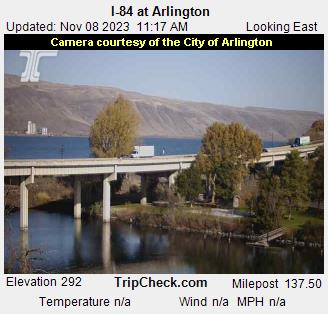 I-84 at Arlington
Updated: Nov 08 2023 11:17 AM Looking East
Camera courtesy of the City of Arlington
Elevation 292 TripCheck.com Milepost 137.50
Temperature n/a Wind n/a MPH n/a